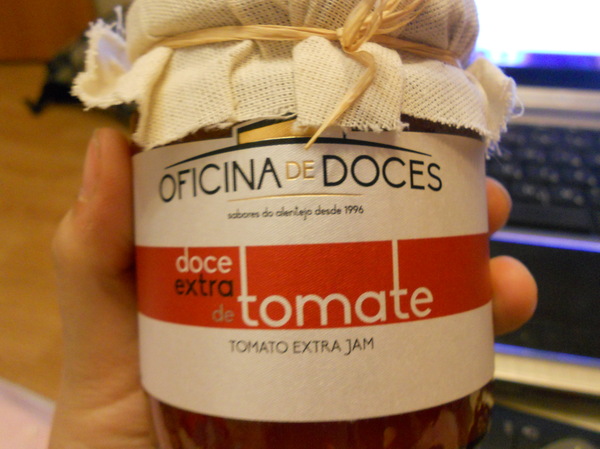 OFICINA DE DOCES
sabores do alentejo desde 1996
doce
extra
de tomate
TOMATO EXTRA JAM